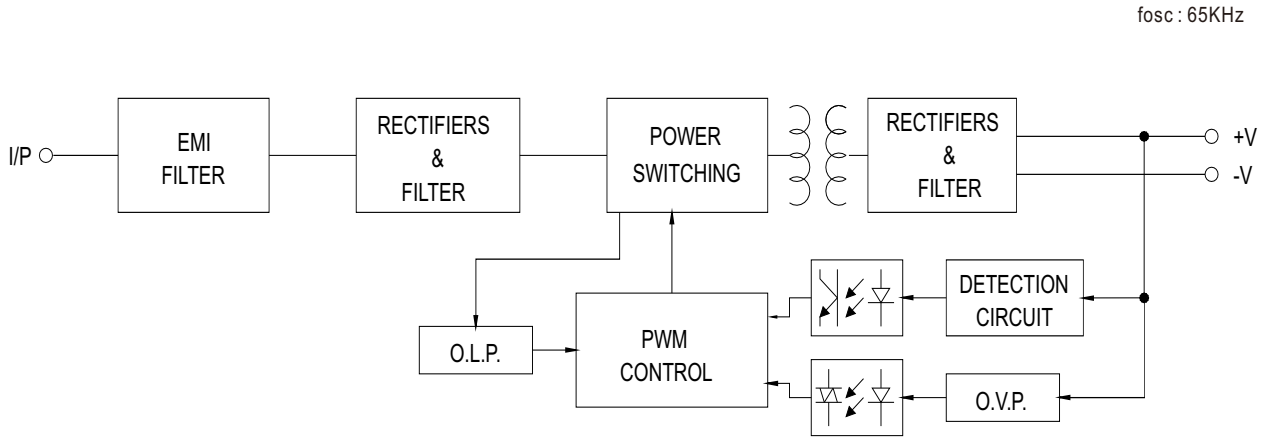 fosc : 65KHz
I/P
EMI
FILTER
RECTIFIERS
&
FILTER
POWER
SWITCHING
RECTIFIERS
&
FILTER
+V
-V
O.L.P.
PWM
CONTROL
DETECTION
CIRCUIT
O.V.P.